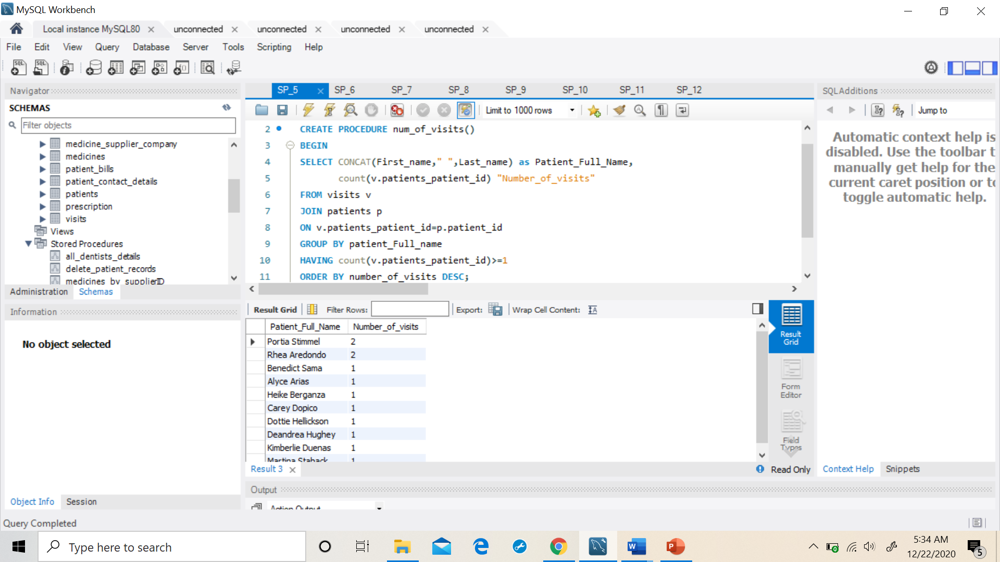 MySQL Workbench
Local instance MySQL80
unconnected
unconnected
unconnected
unconnected
File Edit View Query Database Server Tools Scripting Help
Navigator
SCHEMAS
Filter objects
medicine_supplier_company
medicines
patient_bills
patient_contact_details
patients
prescription
visits
Views
Stored Procedures
all_dentists_details
delete_patient_records
medicines_by_supplierID
Administration Schemas
Information
No object selected
Object Info Session
SP_5 SP_6 SP_7 SP_8 SP_9 SP_10 SP_11 SP_12
Limit to 1000 rows
2 CREATE PROCEDURE num_of_visits()
3 BEGIN
4 SELECT CONCAT(First_name," ",Last_name) as Patient_Full_Name,
5 count(v.patients_patient_id) "Number_of_visits"
6 FROM visits v
7 JOIN patients p
8 ON v.patients_patient_id=p.patient_id
9 GROUP BY patient_Full_name
10 HAVING count(v.patients_patient_id)>=1
11 ORDER BY number_of_visits DESC;
Result Grid Filter Rows: Export: Wrap Cell Content:
Patient_Full_Name Number_of_visits
Portia Stimmel 2
Rhea Aredondo 2
Benedict Sama 1
Alyce Arias 1
Heike Berganza 1
Carey Dopico 1
Dottie Hellickson 1
Deandrea Hughey 1
Kimberlie Duenas 1
Martina Staback 1
Result Grid
Form Editor
Field Types
Result 3
Read Only
Output
Action Output
SQLAdditions
Jump to
Automatic context help is
disabled. Use the toolbar t
manually get help for the
current caret position or to
toggle automatic help.
Context Help Snippets
Query Completed
Type here to search
5:34 AM
12/22/2020
5